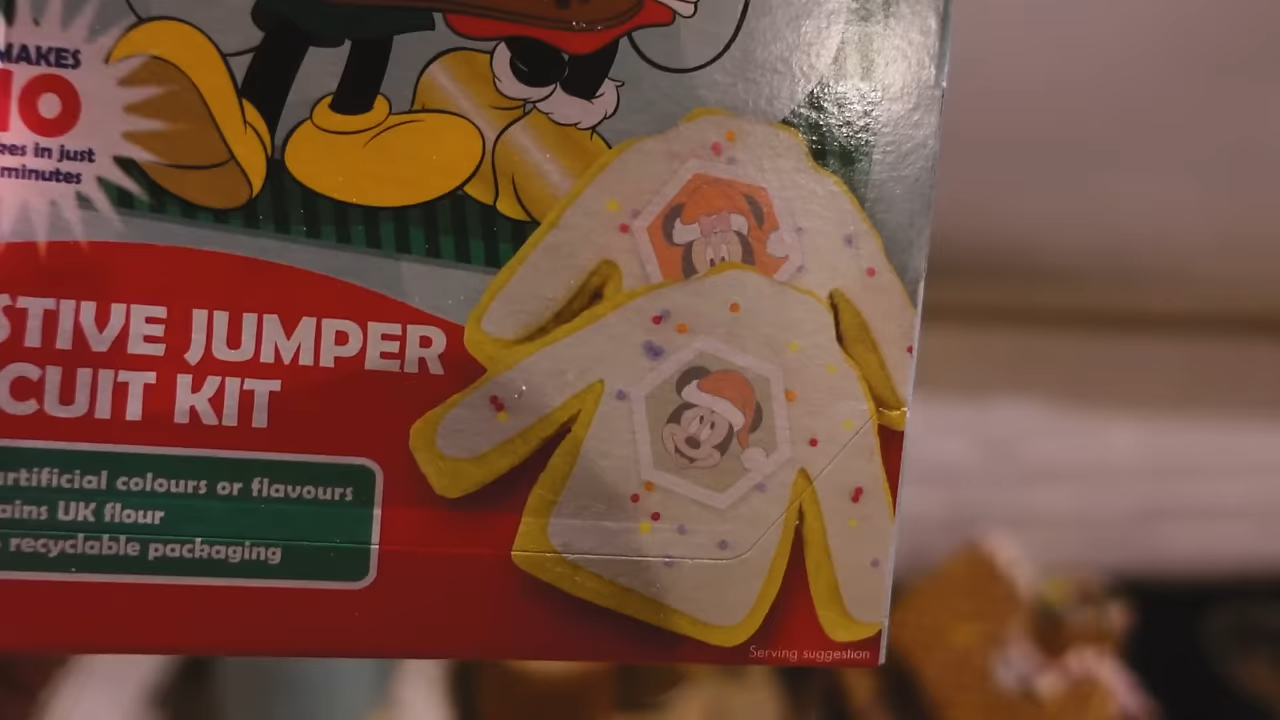 MAKES
10
kes in just
minutes
STIVE JUMPER
CUIT KIT
artificial colours or flavours
ains UK flour
recyclable packaging
Serving suggestion